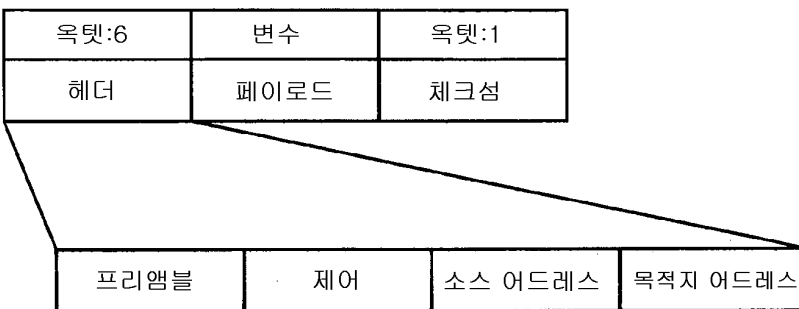 옥텟:6 변수 옥텟:1
헤더 페이로드 체크섬
프리앰블 제어 소스 어드레스 목적지 어드레스